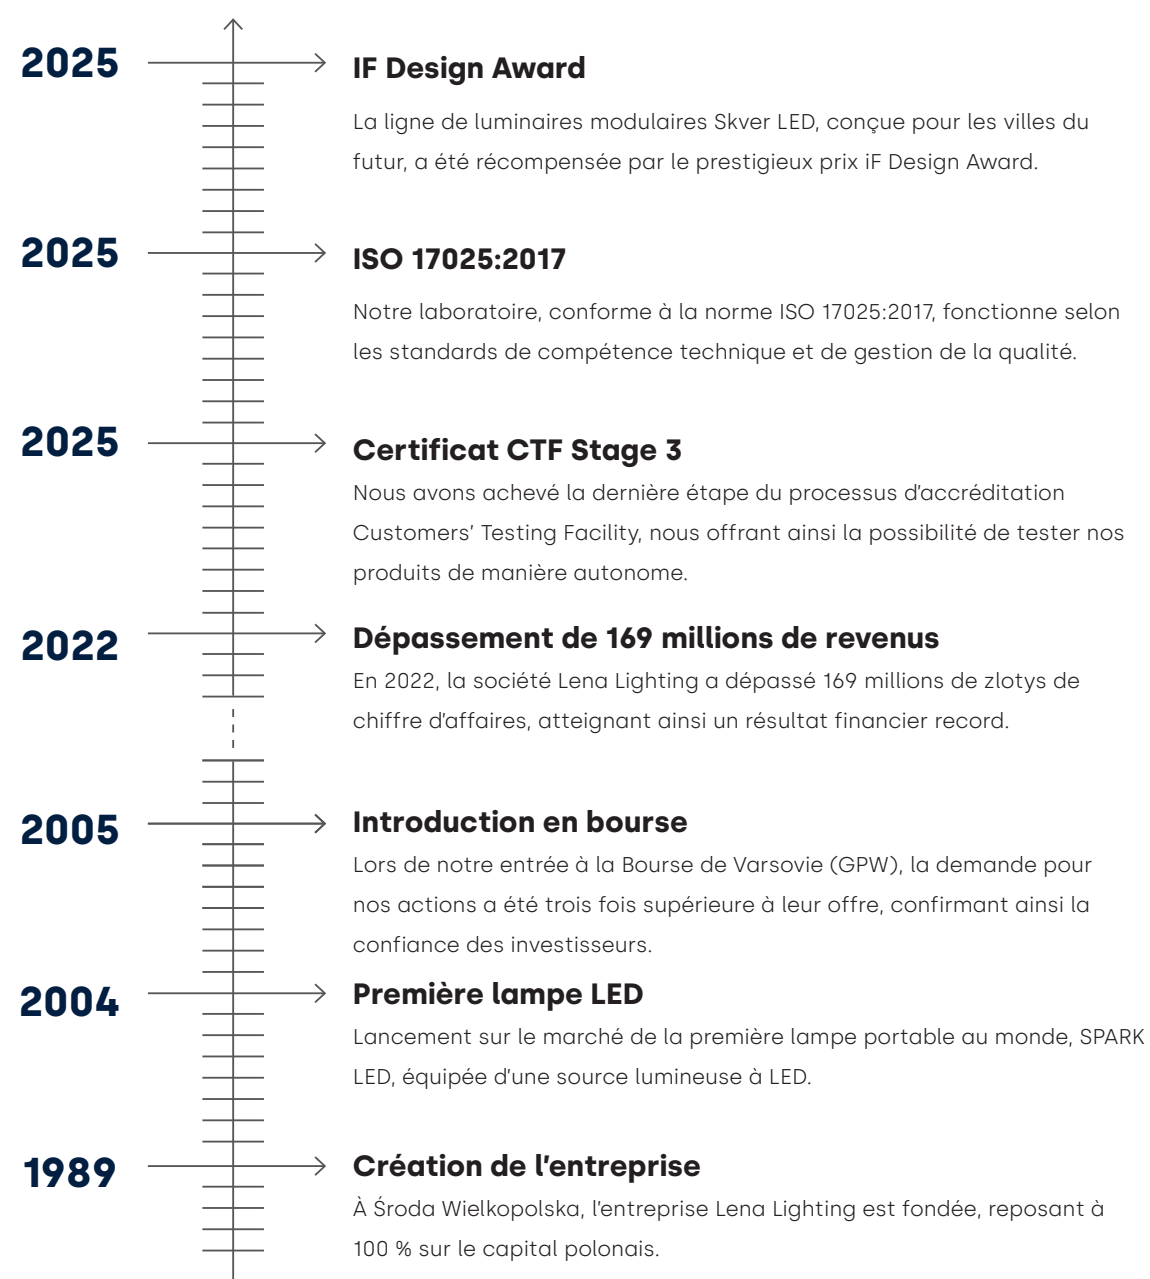 2025
IF Design Award
La ligne de luminaires modulaires Skver LED, conçue pour les villes du
futur, a été récompensée par le prestigieux prix iF Design Award.
2025
ISO 17025:2017
Notre laboratoire, conforme à la norme ISO 17025:2017, fonctionne selon
les standards de compétence technique et de gestion de la qualité.
2025
Certificat CTF Stage 3
Nous avons achevé la dernière étape du processus d’accréditation
Customers’ Testing Facility, nous offrant ainsi la possibilité de tester nos
produits de manière autonome.
2022
Dépassement de 169 millions de revenus
En 2022, la société Lena Lighting a dépassé 169 millions de zlotys de
chiffre d’affaires, atteignant ainsi un résultat financier record.
2005
Introduction en bourse
Lors de notre entrée à la Bourse de Varsovie (GPW), la demande pour
nos actions a été trois fois supérieure à leur offre, confirmant ainsi la
confiance des investisseurs.
2004
Première lampe LED
Lancement sur le marché de la première lampe portable au monde, SPARK
LED, équipée d’une source lumineuse à LED.
1989
Création de l’entreprise
À Środa Wielkopolska, l’entreprise Lena Lighting est fondée, reposant à
100 % sur le capital polonais.